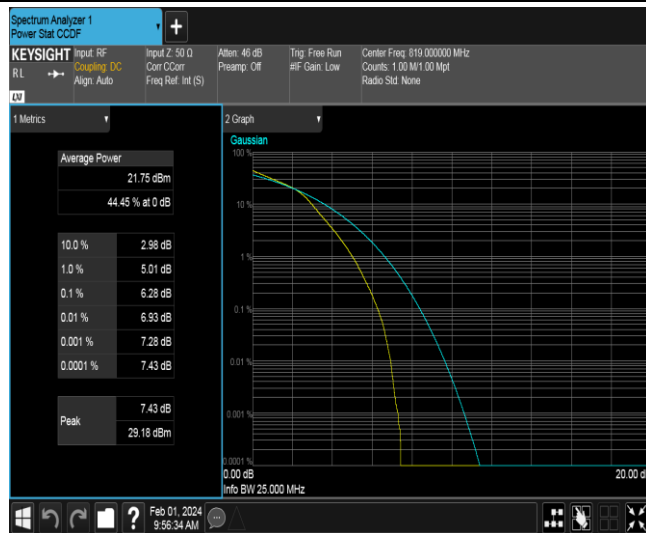 Spectrum Analyzer 1
Power Stat CCDF
KEYSIGHT
RL
Input: RF
Coupling: DC
Align: Auto
Input Z: 50 Ω
Corr CCorr
Freq Ref: Int (S)
Atten: 46 dB
Preamp: Off
Trig: Free Run
#IF Gain: Low
Center Freq: 819.000000 MHz
Counts: 1.00 M/1.00 Mpt
Radio Std: None
1 Metrics
Average Power
21.75 dBm
44.45 % at 0 dB
10.0 % 2.98 dB
1.0 % 5.01 dB
0.1 % 6.28 dB
0.01 % 6.93 dB
0.001 % 7.28 dB
0.0001 % 7.43 dB
Peak
7.43 dB
29.18 dBm
2 Graph
Gaussian
100 %
10 %
1 %
0.1 %
0.01 %
0.001 %
0.0001 %
0.00 dB
20.00 d
Info BW 25.000 MHz
?
Feb 01, 2024
9:56:34 AM